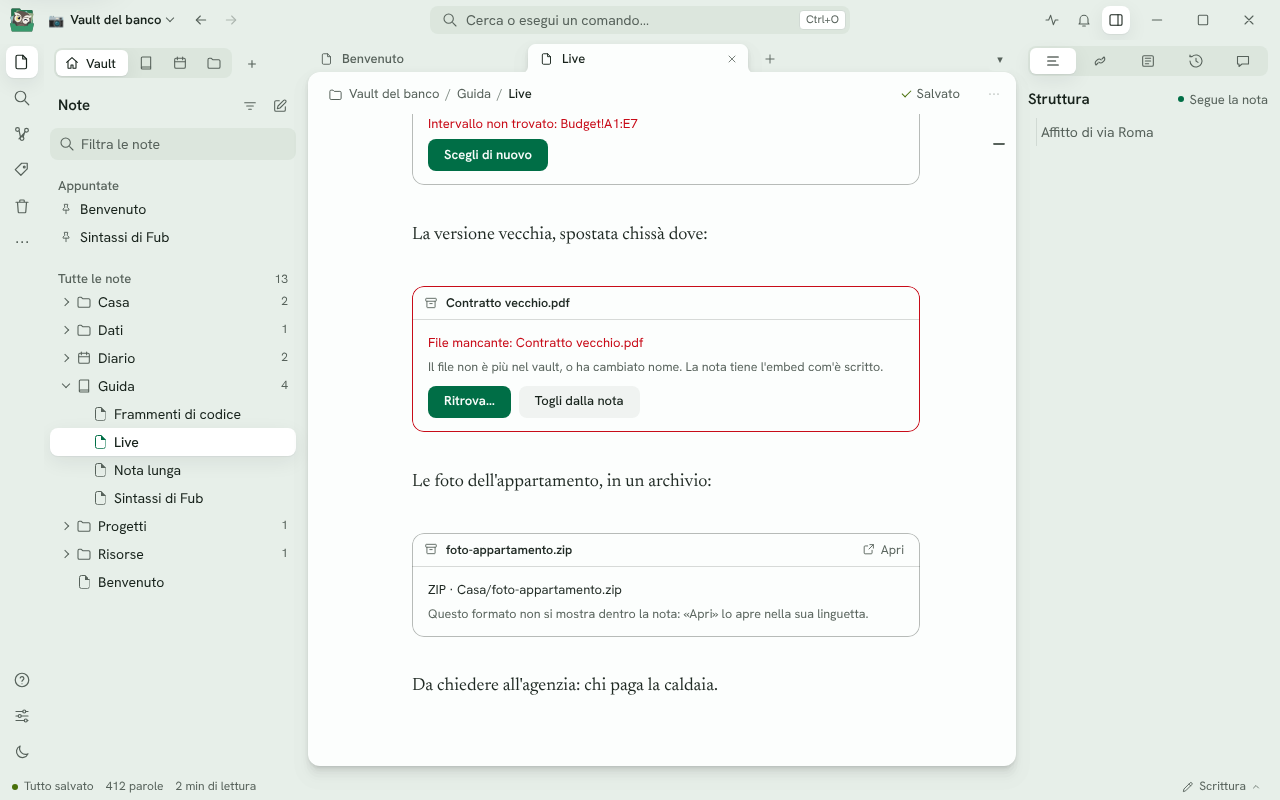 Vault del banco
Cerca o esegui un comando…
Ctrl+O
Vault
Note
Filtra le note
Appuntate
Benvenuto
Sintassi di Fub
Tutte le note 13
Casa 2
Dati 1
Diario 2
Guida 4
Frammenti di codice
Live
Nota lunga
Sintassi di Fub
Progetti 1
Risorse 1
Benvenuto
Benvenuto
Live
Vault del banco / Guida / Live
Salvato
Intervallo non trovato: Budget!A1:E7
Scegli di nuovo
La versione vecchia, spostata chissà dove:
Contratto vecchio.pdf
File mancante: Contratto vecchio.pdf
Il file non è più nel vault, o ha cambiato nome. La nota tiene l'embed com'è scritto.
Ritrova…
Togli dalla nota
Le foto dell'appartamento, in un archivio:
foto-appartamento.zip
Apri
ZIP · Casa/foto-appartamento.zip
Questo formato non si mostra dentro la nota: «Apri» lo apre nella sua linguetta.
Da chiedere all'agenzia: chi paga la caldaia.
Struttura
Segue la nota
Affitto di via Roma
Tutto salvato 412 parole 2 min di lettura
Scrittura